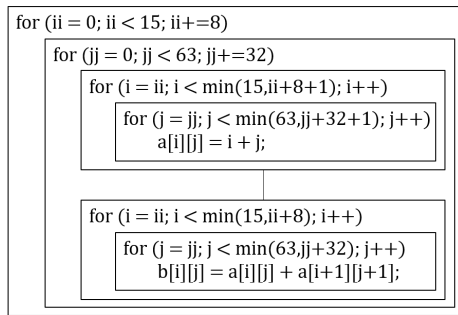 for (ii = 0; ii < 15; ii+=8)
for (jj = 0; jj < 63; jj+=32)
for (i = ii; i < min(15,ii+8+1); i++)
for (j = jj; j < min(63,jj+32+1); j++)
a[i][j] = i + j;
for (i = ii; i < min(15,ii+8); i++)
for (j = jj; j < min(63,jj+32); j++)
b[i][j] = a[i][j] + a[i+1][j+1];